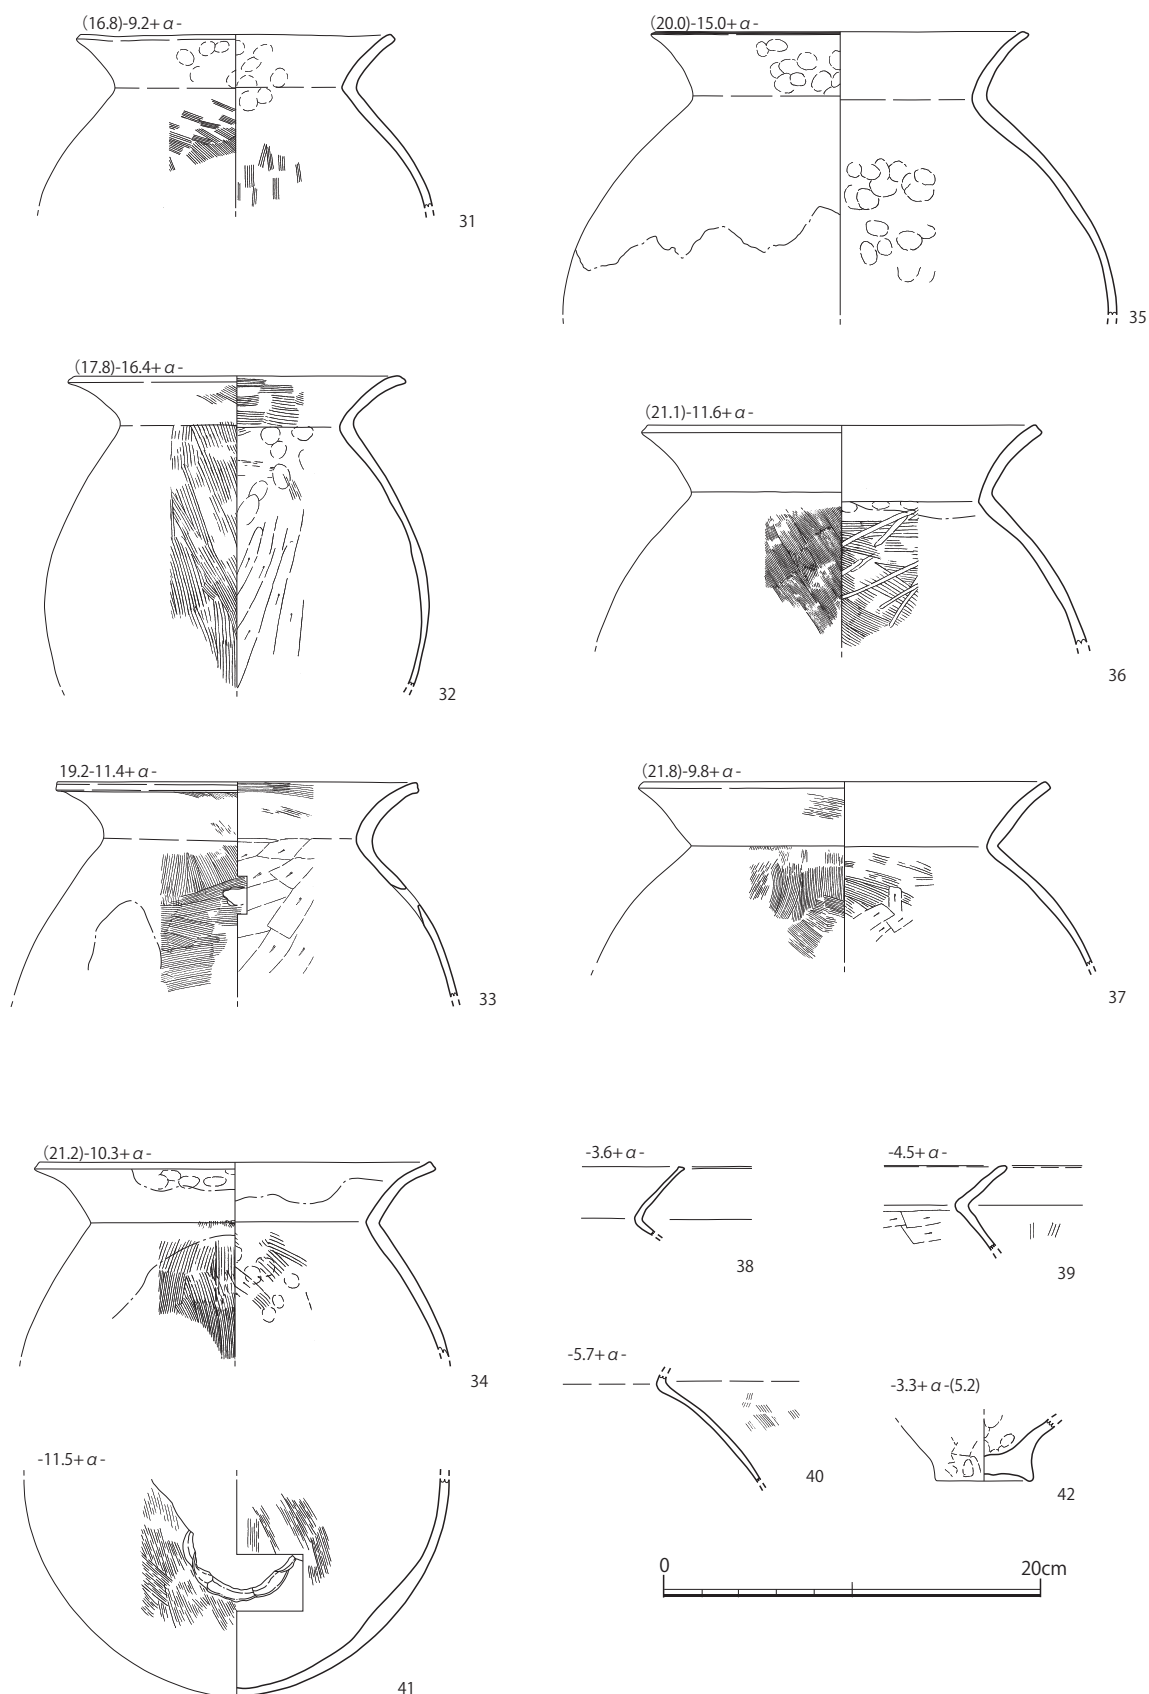 (16.8)-9.2+α-
31
(20.0)-15.0+α-
35
(17.8)-16.4+α-
32
(21.1)-11.6+α-
36
19.2-11.4+α-
33
(21.8)-9.8+α-
37
(21.2)-10.3+α-
34
-3.6+α-
38
-4.5+α-
39
-5.7+α-
40
-3.3+α-(5.2)
42
-11.5+α-
41
0 20cm